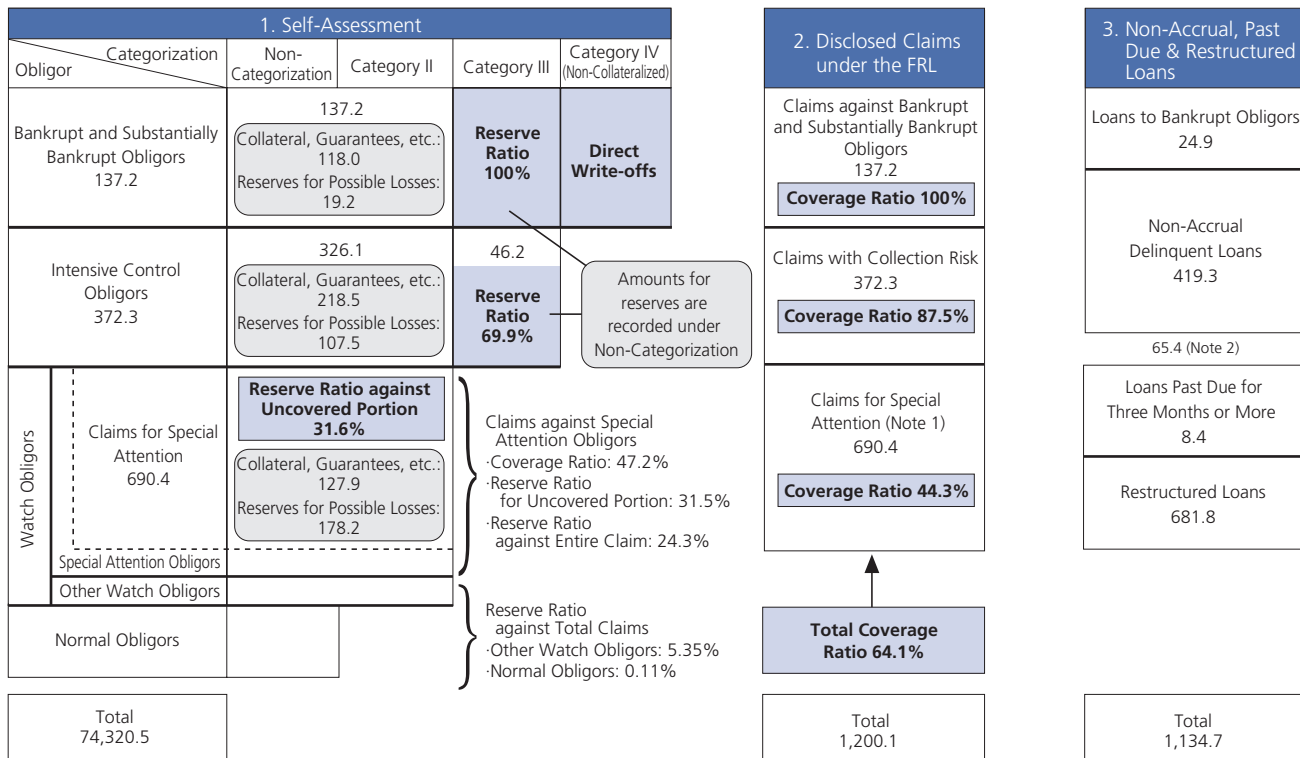 1. Self-Assessment
Categorization
Obligor
Non-
Categorization
Category II
Category III
Category IV
(Non-Collateralized)
Bankrupt and Substantially
Bankrupt Obligors
137.2
137.2
Collateral, Guarantees, etc.:
118.0
Reserves for Possible Losses:
19.2
Reserve
Ratio
100%
Direct
Write-offs
Intensive Control
Obligors
372.3
326.1
Collateral, Guarantees, etc.:
218.5
Reserves for Possible Losses:
107.5
46.2
Reserve
Ratio
69.9%
Amounts for
reserves are
recorded under
Non-Categorization
Watch Obligors
Claims for Special
Attention
690.4
Reserve Ratio against
Uncovered Portion
31.6%
Collateral, Guarantees, etc.:
127.9
Reserves for Possible Losses:
178.2
Special Attention Obligors
Other Watch Obligors
Normal Obligors
Claims against Special
Attention Obligors
·Coverage Ratio: 47.2%
·Reserve Ratio
for Uncovered Portion: 31.5%
·Reserve Ratio
against Entire Claim: 24.3%
Reserve Ratio
against Total Claims
·Other Watch Obligors: 5.35%
·Normal Obligors: 0.11%
Total
74,320.5
2. Disclosed Claims
under the FRL
Claims against Bankrupt
and Substantially Bankrupt
Obligors
137.2
Coverage Ratio 100%
Claims with Collection Risk
372.3
Coverage Ratio 87.5%
Claims for Special
Attention (Note 1)
690.4
Coverage Ratio 44.3%
Total Coverage
Ratio 64.1%
Total
1,200.1
3. Non-Accrual, Past
Due & Restructured
Loans
Loans to Bankrupt Obligors
24.9
Non-Accrual
Delinquent Loans
419.3
65.4 (Note 2)
Loans Past Due for
Three Months or More
8.4
Restructured Loans
681.8
Total
1,134.7